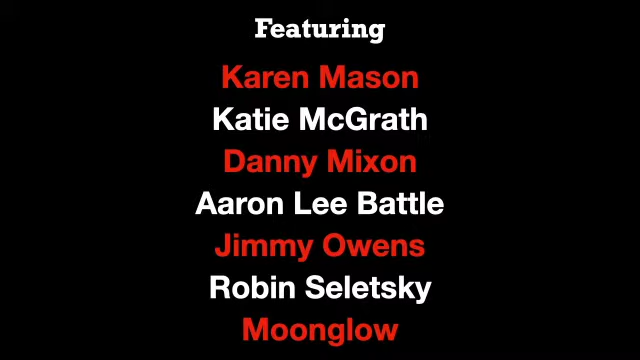 Featuring
Karen Mason
Katie McGrath
Danny Mixon
Aaron Lee Battle
Jimmy Owens
Robin Seletsky
Moonglow